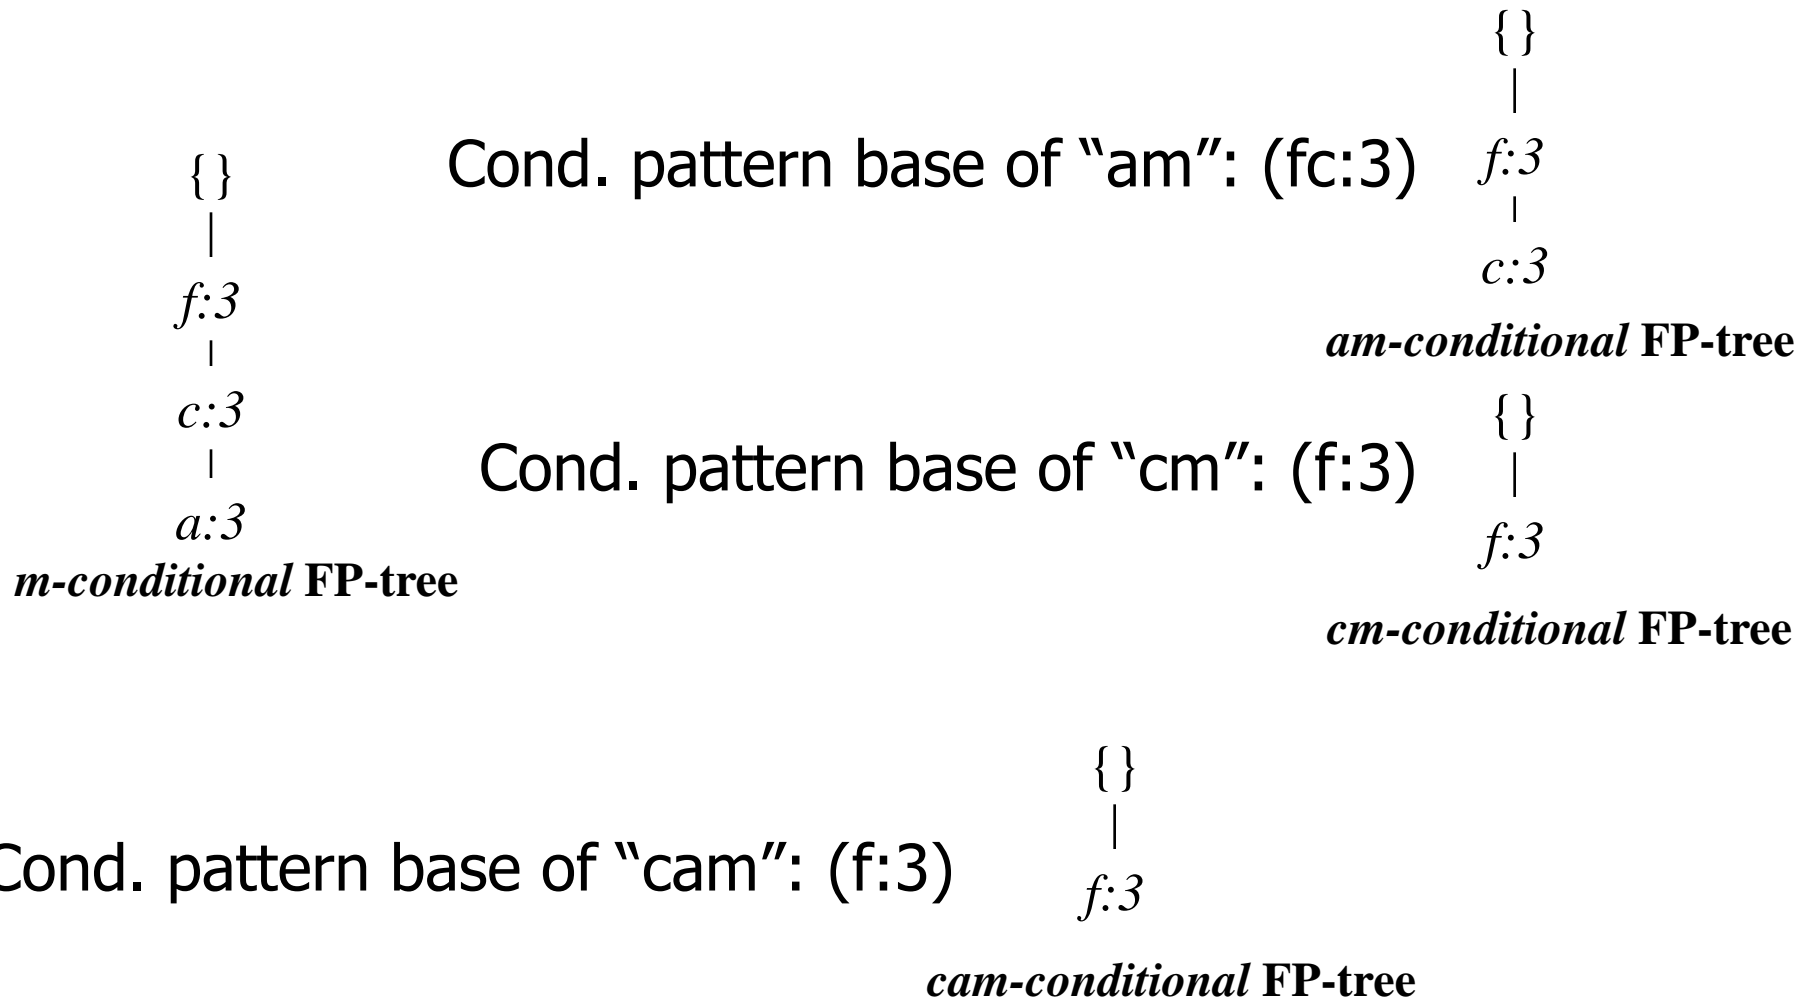 {}
Cond. pattern base of “am”: (fc:3)
f:3
{}
c:3
f:3
am-conditional FP-tree
c:3
{}
Cond. pattern base of “cm”: (f:3)
a:3
f:3
m-conditional FP-tree
cm-conditional FP-tree
{}
Cond. pattern base of “cam”: (f:3)
f:3
cam-conditional FP-tree